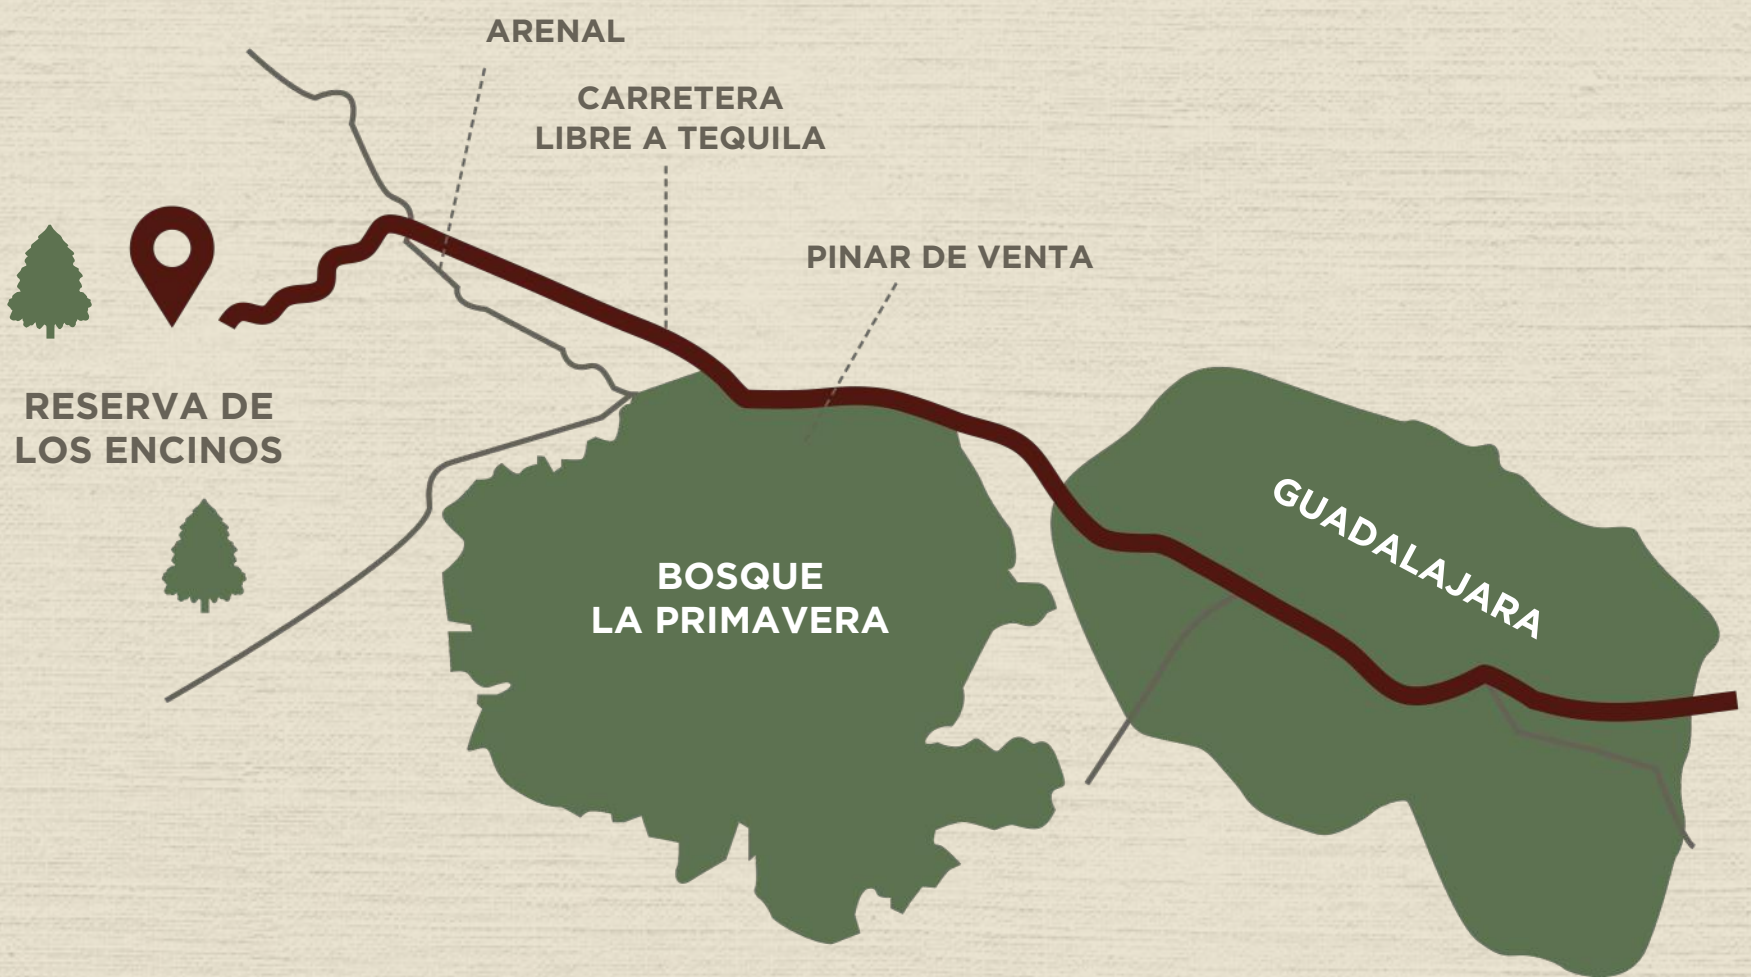 ARENAL
CARRETERA
LIBRE A TEQUILA
PINAR DE VENTA
RESERVA DE
LOS ENCINOS
BOSQUE
LA PRIMAVERA
GUADALAJARA